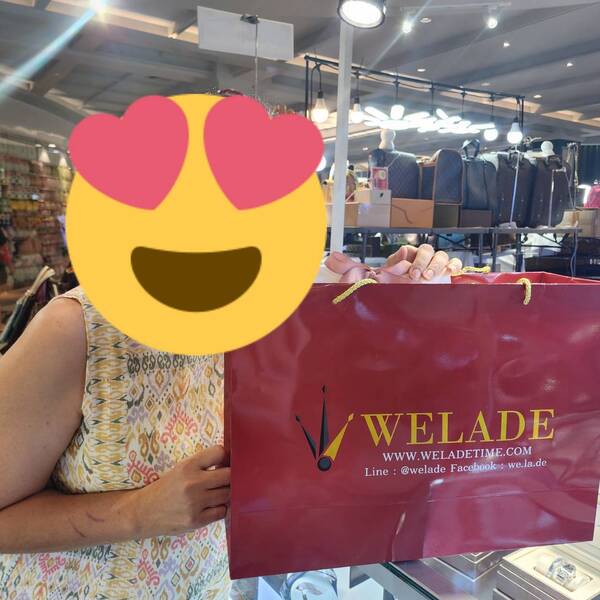 WELADE
WWW.WELADETIME.COM
Line : @welade Facebook : we.la.de